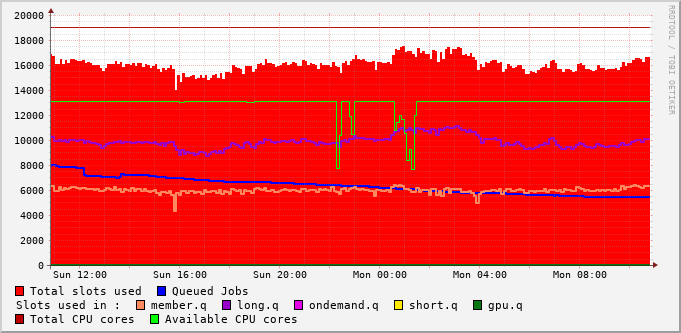 RRDTOOL / TOBI OETIKER
20000
18000
16000
14000
12000
10000
8000
6000
4000
2000
0
Sun 12:00 Sun 16:00 Sun 20:00 Mon 00:00 Mon 04:00 Mon 08:00
Total slots used Queued Jobs
Slots used in : member.q long.q ondemand.q short.q gpu.q
Total CPU cores Available CPU cores